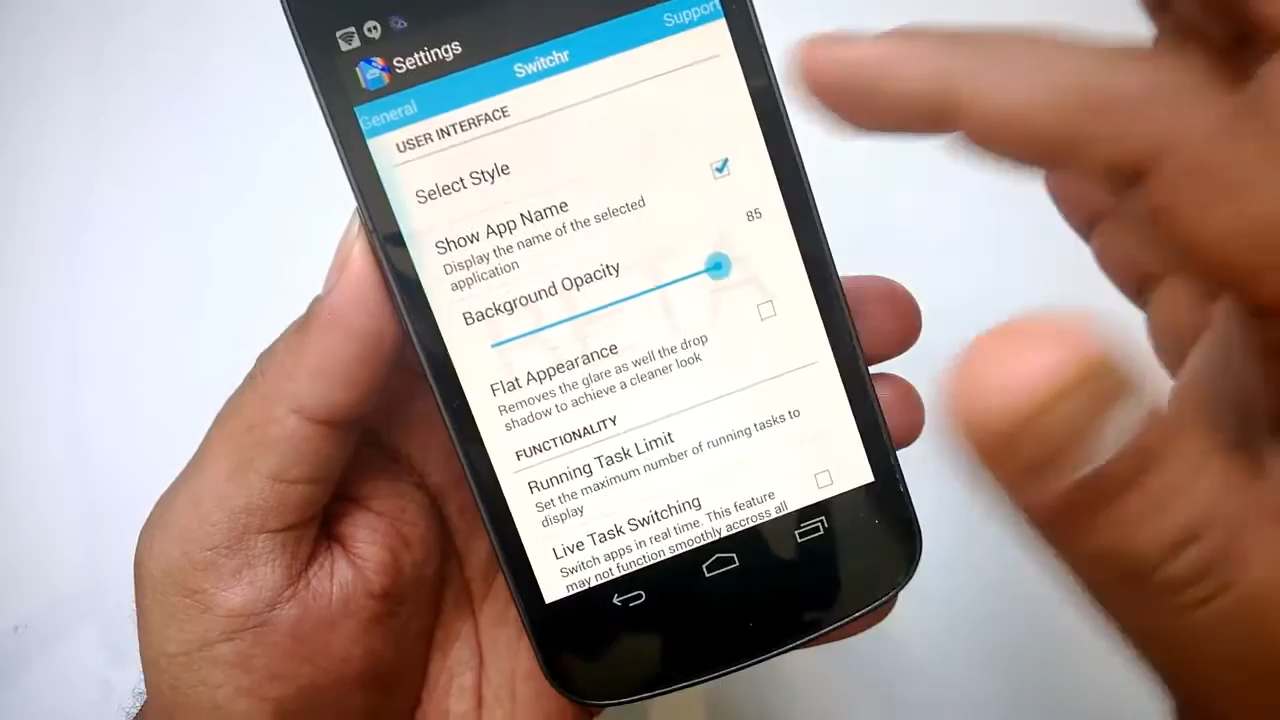 Settings
General
Switchr
Support
USER INTERFACE
Select Style
Show App Name
Display the name of the selected
application
Background Opacity
85
Flat Appearance
Removes the glare as well the drop
shadow to achieve a cleaner look
FUNCTIONALITY
Running Task Limit
Set the maximum number of running tasks to
display
Live Task Switching
Switch apps in real time. This feature
may not function smoothly accross all
BETA